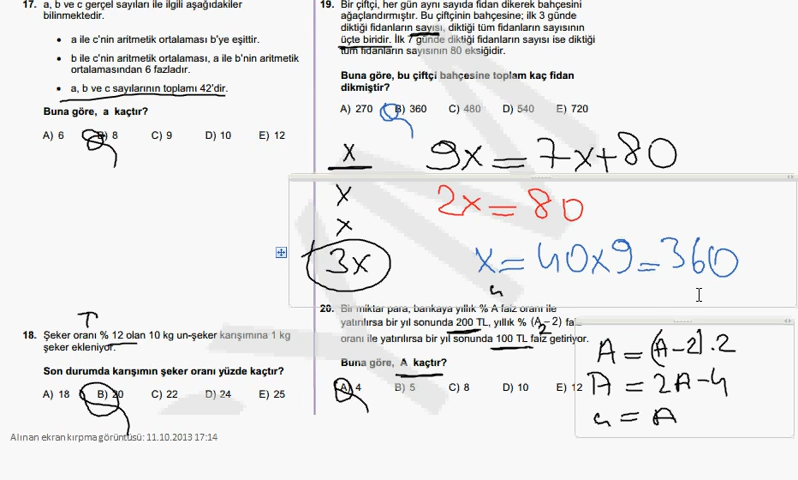 17. a, b ve c gerçel sayıları ile ilgili aşağıdakiler
bilinmektedir.
• a ile c'nin aritmetik ortalaması b'ye eşittir.
• b ile c'nin aritmetik ortalaması, a ile b'nin aritmetik
ortalamasından 6 fazladır.
• a, b ve c sayılarının toplamı 42'dir.
Buna göre, a kaçtır?
A) 6 B) 8 C) 9 D) 10 E) 12
18. Şeker oranı % 12 olan 10 kg un-şeker karışımına 1 kg
şeker ekleniyor.
Son durumda karışımın şeker oranı yüzde kaçtır?
A) 18 B) 20 C) 22 D) 24 E) 25
Alınan ekran kırpma görüntüsü: 11.10.2013 17:14
19. Bir çiftçi, her gün aynı sayıda fidan dikerek bahçesini
ağaçlandırmıştır. Bu çiftçinin bahçesine; ilk 3 günde
diktiği fidanların sayısı, diktiği tüm fidanların sayısının
üçte biridir. İlk 7 günde diktiği fidanların sayısı ise diktiği
tüm fidanların sayısının 80 eksiğidir.
Buna göre, bu çiftçi bahçesine toplam kaç fidan
dikmiştir?
A) 270 B) 360 C) 480 D) 540 E) 720
x
x
x
3x
9x = 7x+80
2x = 80
x = 40x9 = 360
4
20. Bir miktar para, bankaya yıllık % A faiz oranı ile
yatırılırsa bir yıl sonunda 200 TL, yıllık % (A – 2) fa
2
oranı ile yatırılırsa bir yıl sonunda 100 TL faiz getiriyor.
Buna göre, A kaçtır?
A) 4 B) 5 C) 8 D) 10 E) 12
A = (A-2).2
A = 2A-4
4 = A